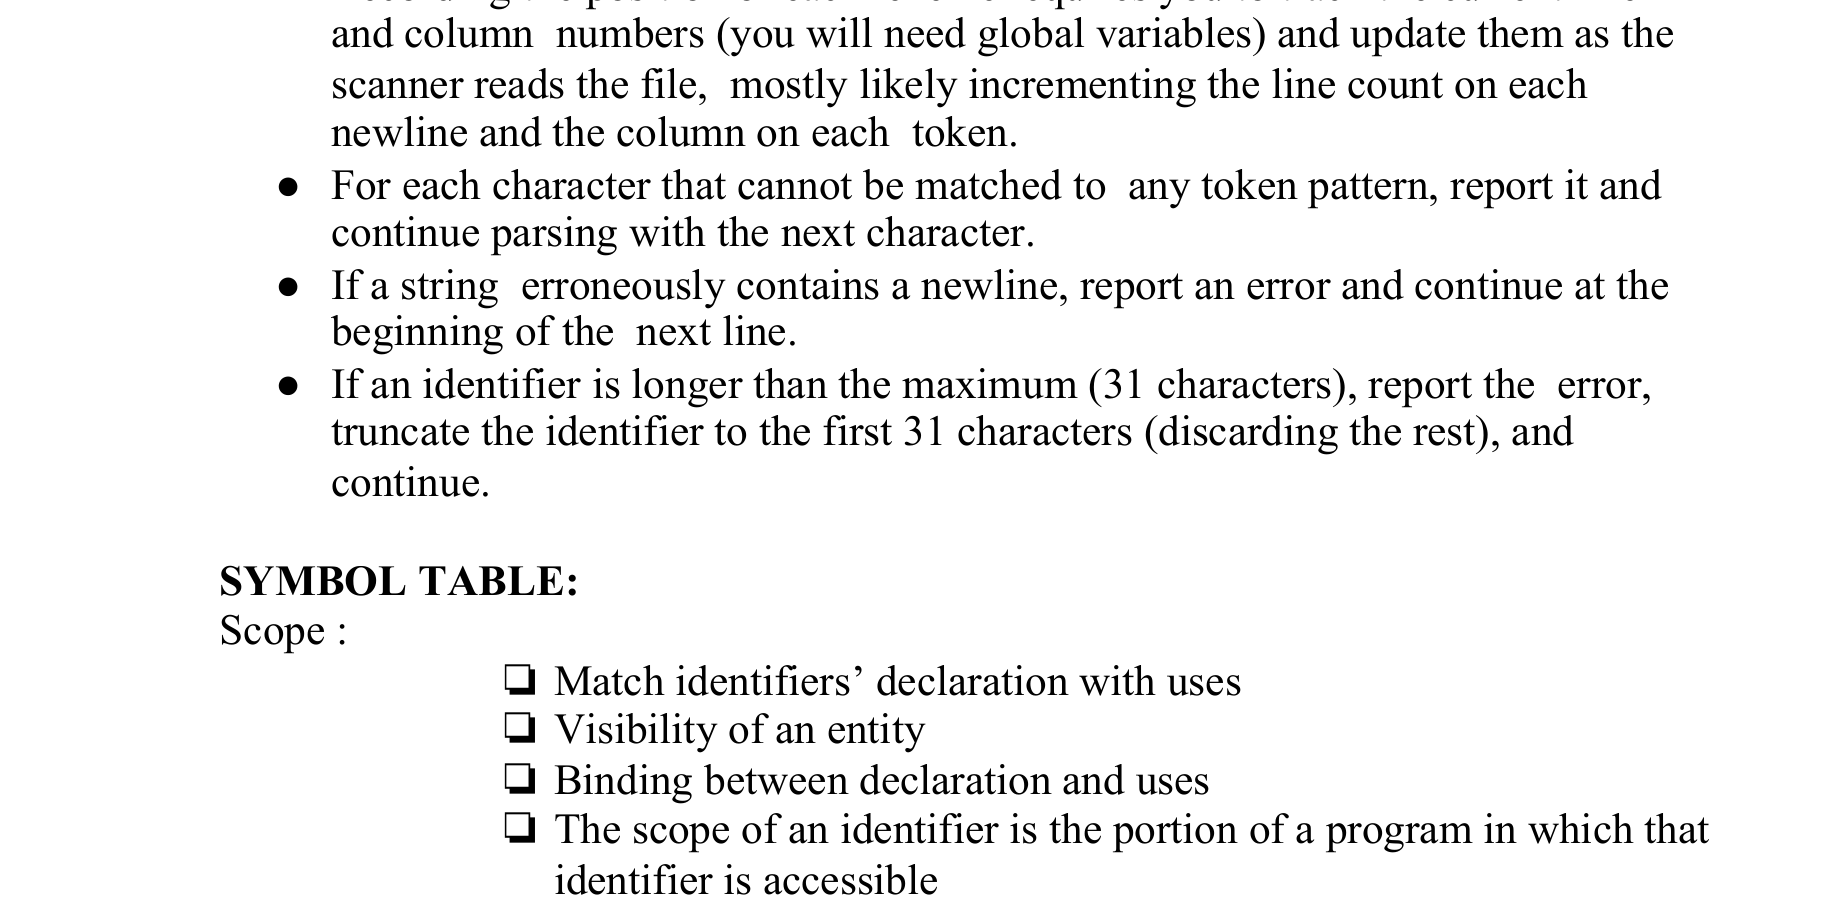 and column numbers (you will need global variables) and update them as the
scanner reads the file, mostly likely incrementing the line count on each
newline and the column on each token.
● For each character that cannot be matched to any token pattern, report it and
continue parsing with the next character.
● If a string erroneously contains a newline, report an error and continue at the
beginning of the next line.
● If an identifier is longer than the maximum (31 characters), report the error,
truncate the identifier to the first 31 characters (discarding the rest), and
continue.
SYMBOL TABLE:
Scope :
❏ Match identifiers’ declaration with uses
❏ Visibility of an entity
❏ Binding between declaration and uses
❏ The scope of an identifier is the portion of a program in which that
identifier is accessible